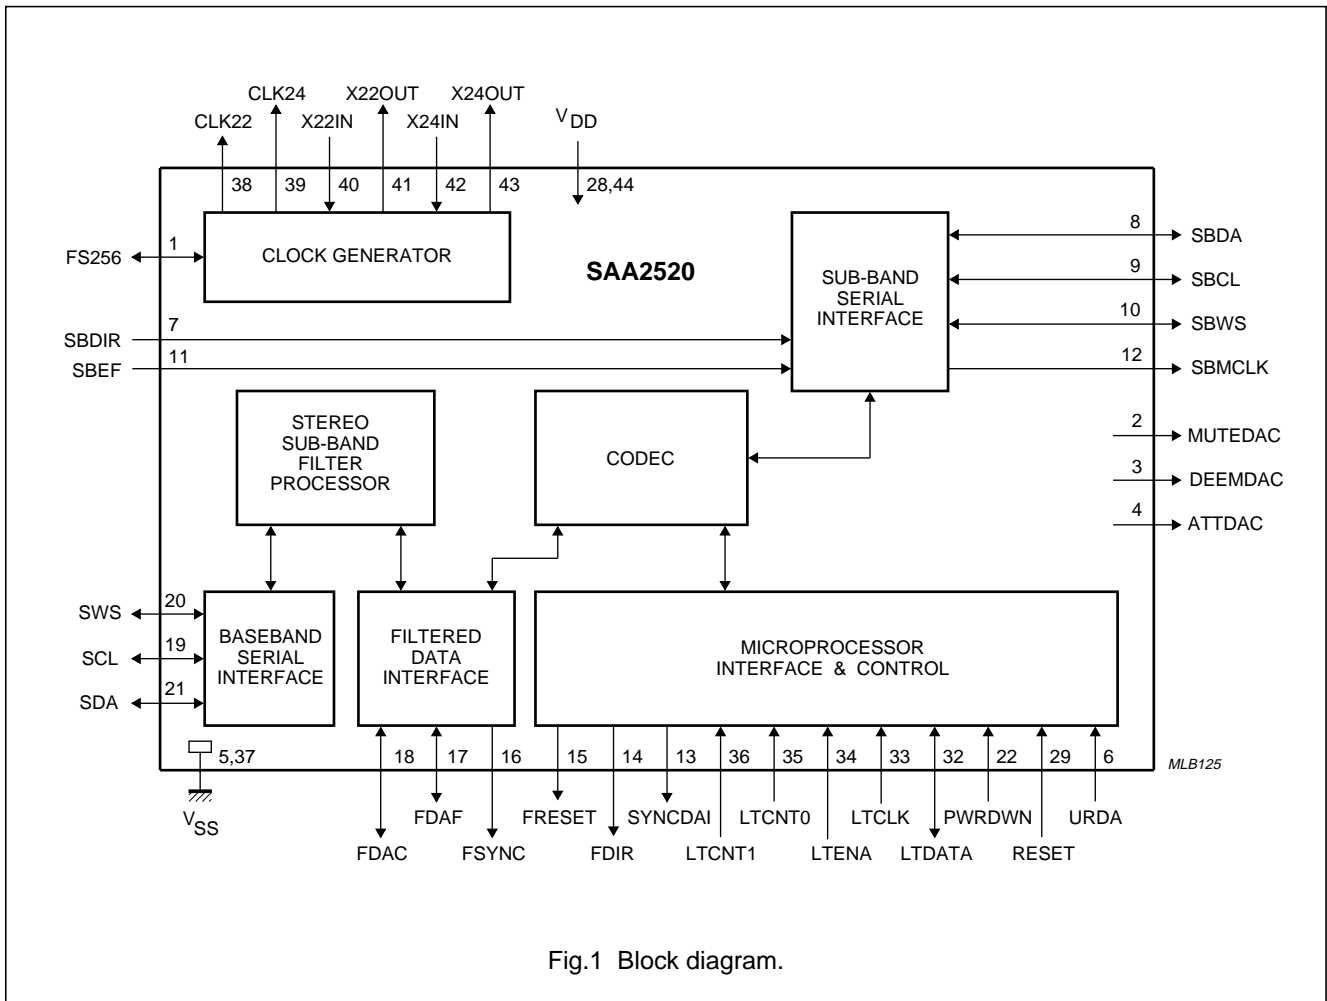 CLK24 X22OUT X24OUT
CLK22 X22IN X24IN V DD
38 39 40 41 42 43 28,44
FS256 1 CLOCK GENERATOR
SAA2520
SUB-BAND
SERIAL
INTERFACE
8 SBDA
9 SBCL
10 SBWS
12 SBMCLK
SBDIR 7
SBEF 11
STEREO
SUB-BAND
FILTER
PROCESSOR
CODEC
2 MUTEDAC
3 DEEMDAC
4 ATTDAC
SWS 20
SCL 19
SDA 21
BASEBAND
SERIAL
INTERFACE
FILTERED
DATA
INTERFACE
MICROPROCESSOR
INTERFACE & CONTROL
5,37 18 17 16 15 14 13 36 35 34 33 32 22 29 6
MLB125
V SS
FDAF FRESET SYNCDAI LTCNT0 LTCLK PWRDWN URDA
FDAC FSYNC FDIR LTCNT1 LTENA LTDATA RESET
Fig.1 Block diagram.